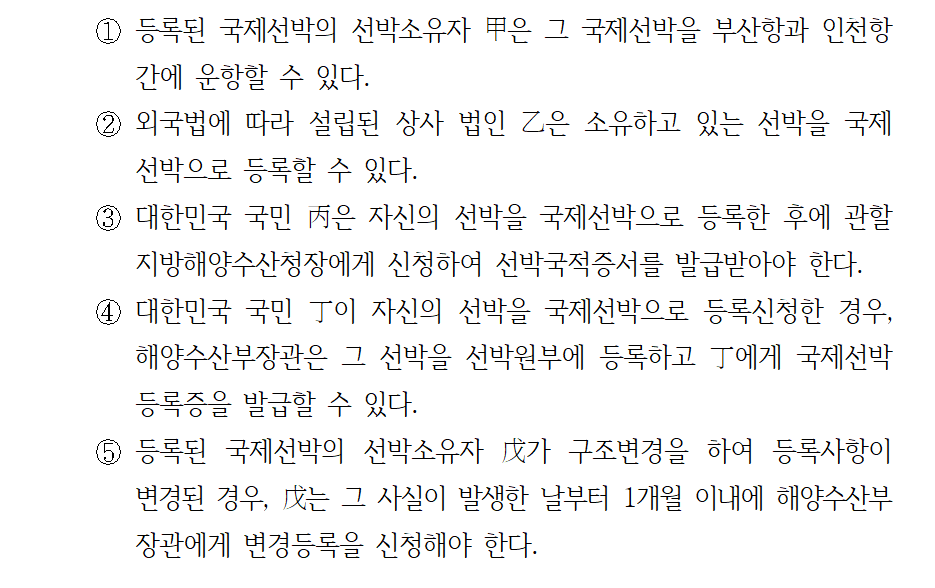 ① 등록된 국제선박의 선박소유자 甲은 그 국제선박을 부산항과 인천항
간에 운항할 수 있다.
② 외국법에 따라 설립된 상사 법인 乙은 소유하고 있는 선박을 국제
선박으로 등록할 수 있다.
③ 대한민국 국민 丙은 자신의 선박을 국제선박으로 등록한 후에 관할
지방해양수산청장에게 신청하여 선박국적증서를 발급받아야 한다.
④ 대한민국 국민 丁이 자신의 선박을 국제선박으로 등록신청한 경우,
해양수산부장관은 그 선박을 선박원부에 등록하고 丁에게 국제선박
등록증을 발급할 수 있다.
⑤ 등록된 국제선박의 선박소유자 戊가 구조변경을 하여 등록사항이
변경된 경우, 戊는 그 사실이 발생한 날부터 1개월 이내에 해양수산부
장관에게 변경등록을 신청해야 한다.